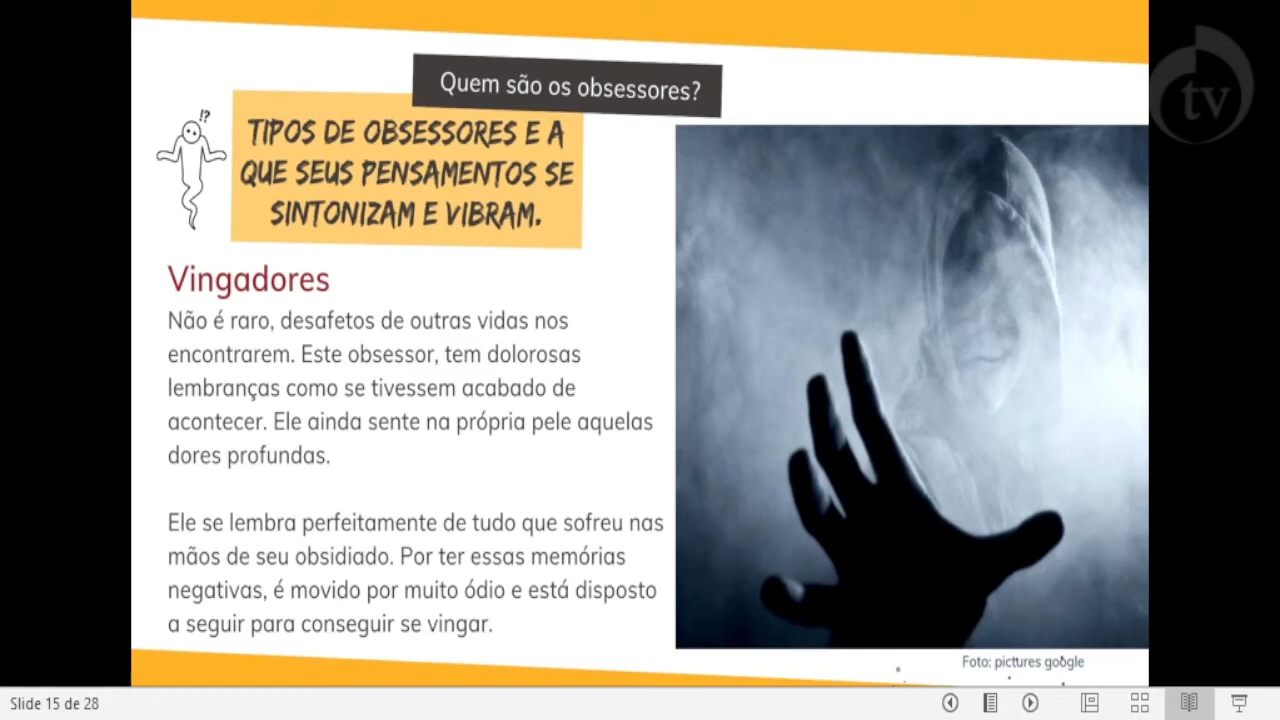 tv
Quem são os obsessores?
!?
TIPOS DE OBSESSORES E A
QUE SEUS PENSAMENTOS SE
SINTONIZAM E VIBRAM.
Vingadores
Não é raro, desafetos de outras vidas nos
encontrarem. Este obsessor, tem dolorosas
lembranças como se tivessem acabado de
acontecer. Ele ainda sente na própria pele aquelas
dores profundas.
Ele se lembra perfeitamente de tudo que sofreu nas
mãos de seu obsidiado. Por ter essas memórias
negativas, é movido por muito ódio e está disposto
a seguir para conseguir se vingar.
Foto: pictures google
Slide 15 de 28